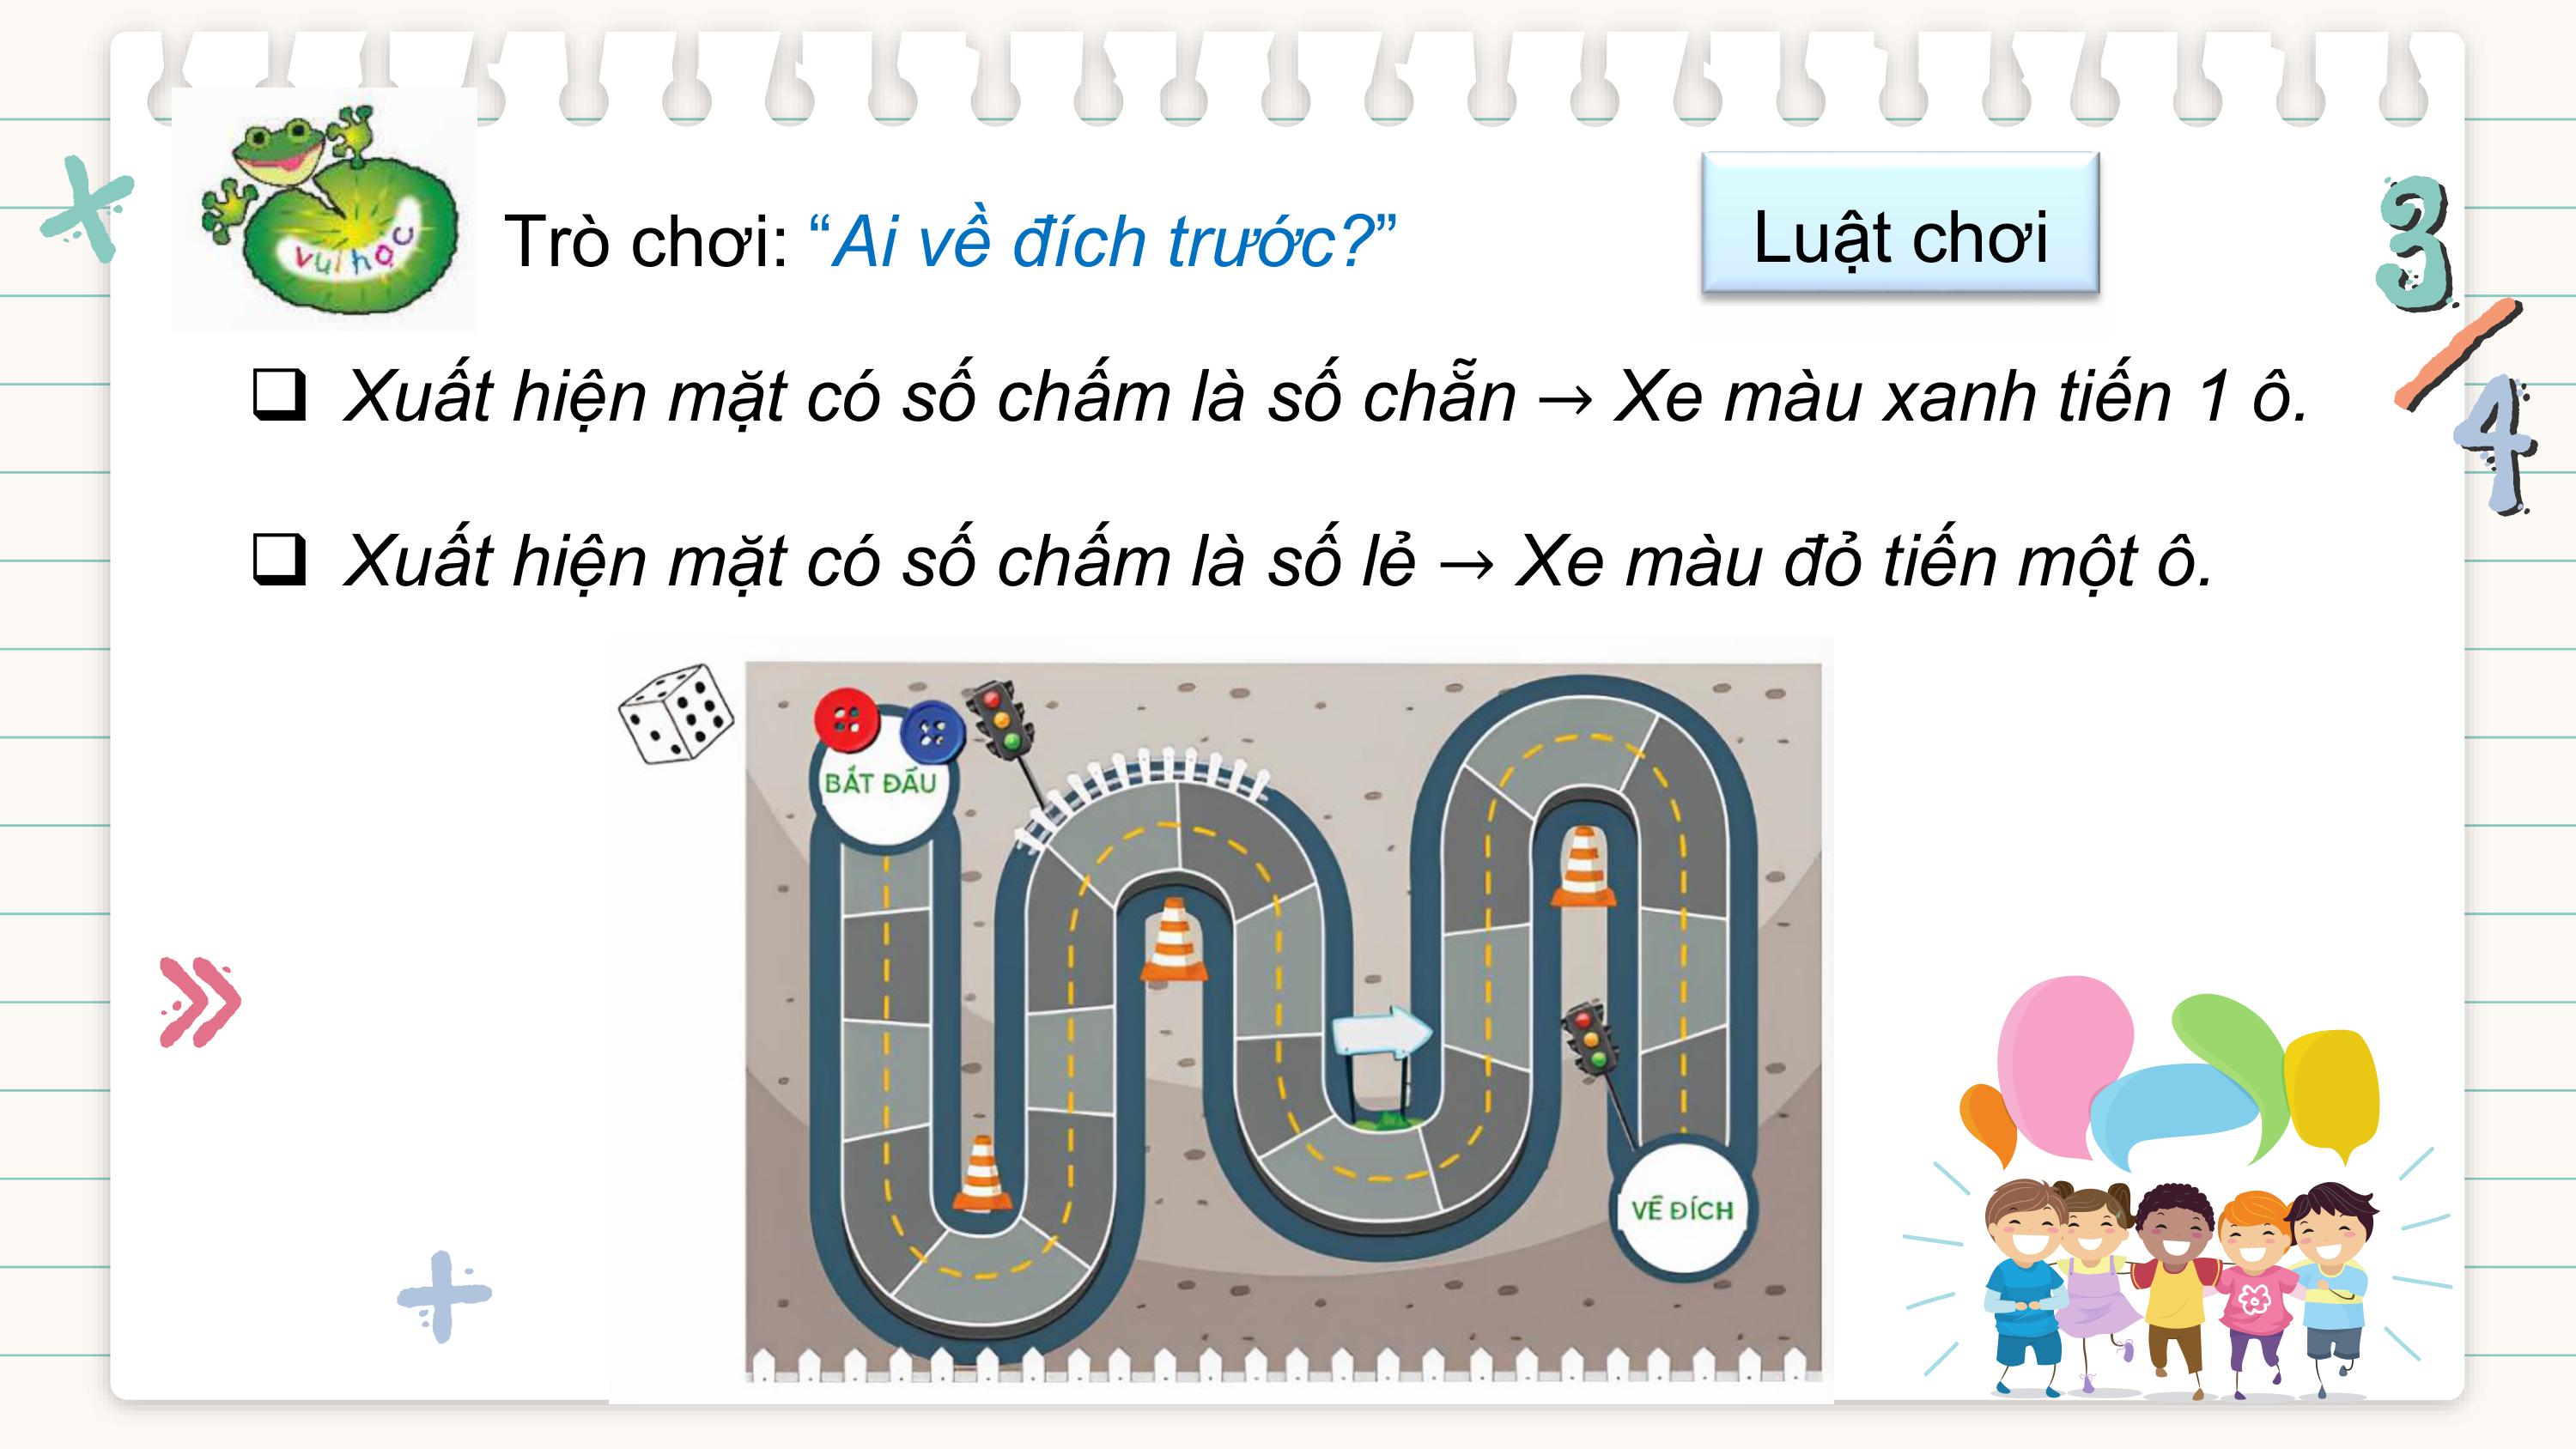 vui học
Trò chơi: “Ai về đích trước?”
Luật chơi
❑ Xuất hiện mặt có số chấm là số chẵn → Xe màu xanh tiến 1 ô.
❑ Xuất hiện mặt có số chấm là số lẻ → Xe màu đỏ tiến một ô.
BẮT ĐẦU
VỀ ĐÍCH
3
/
4